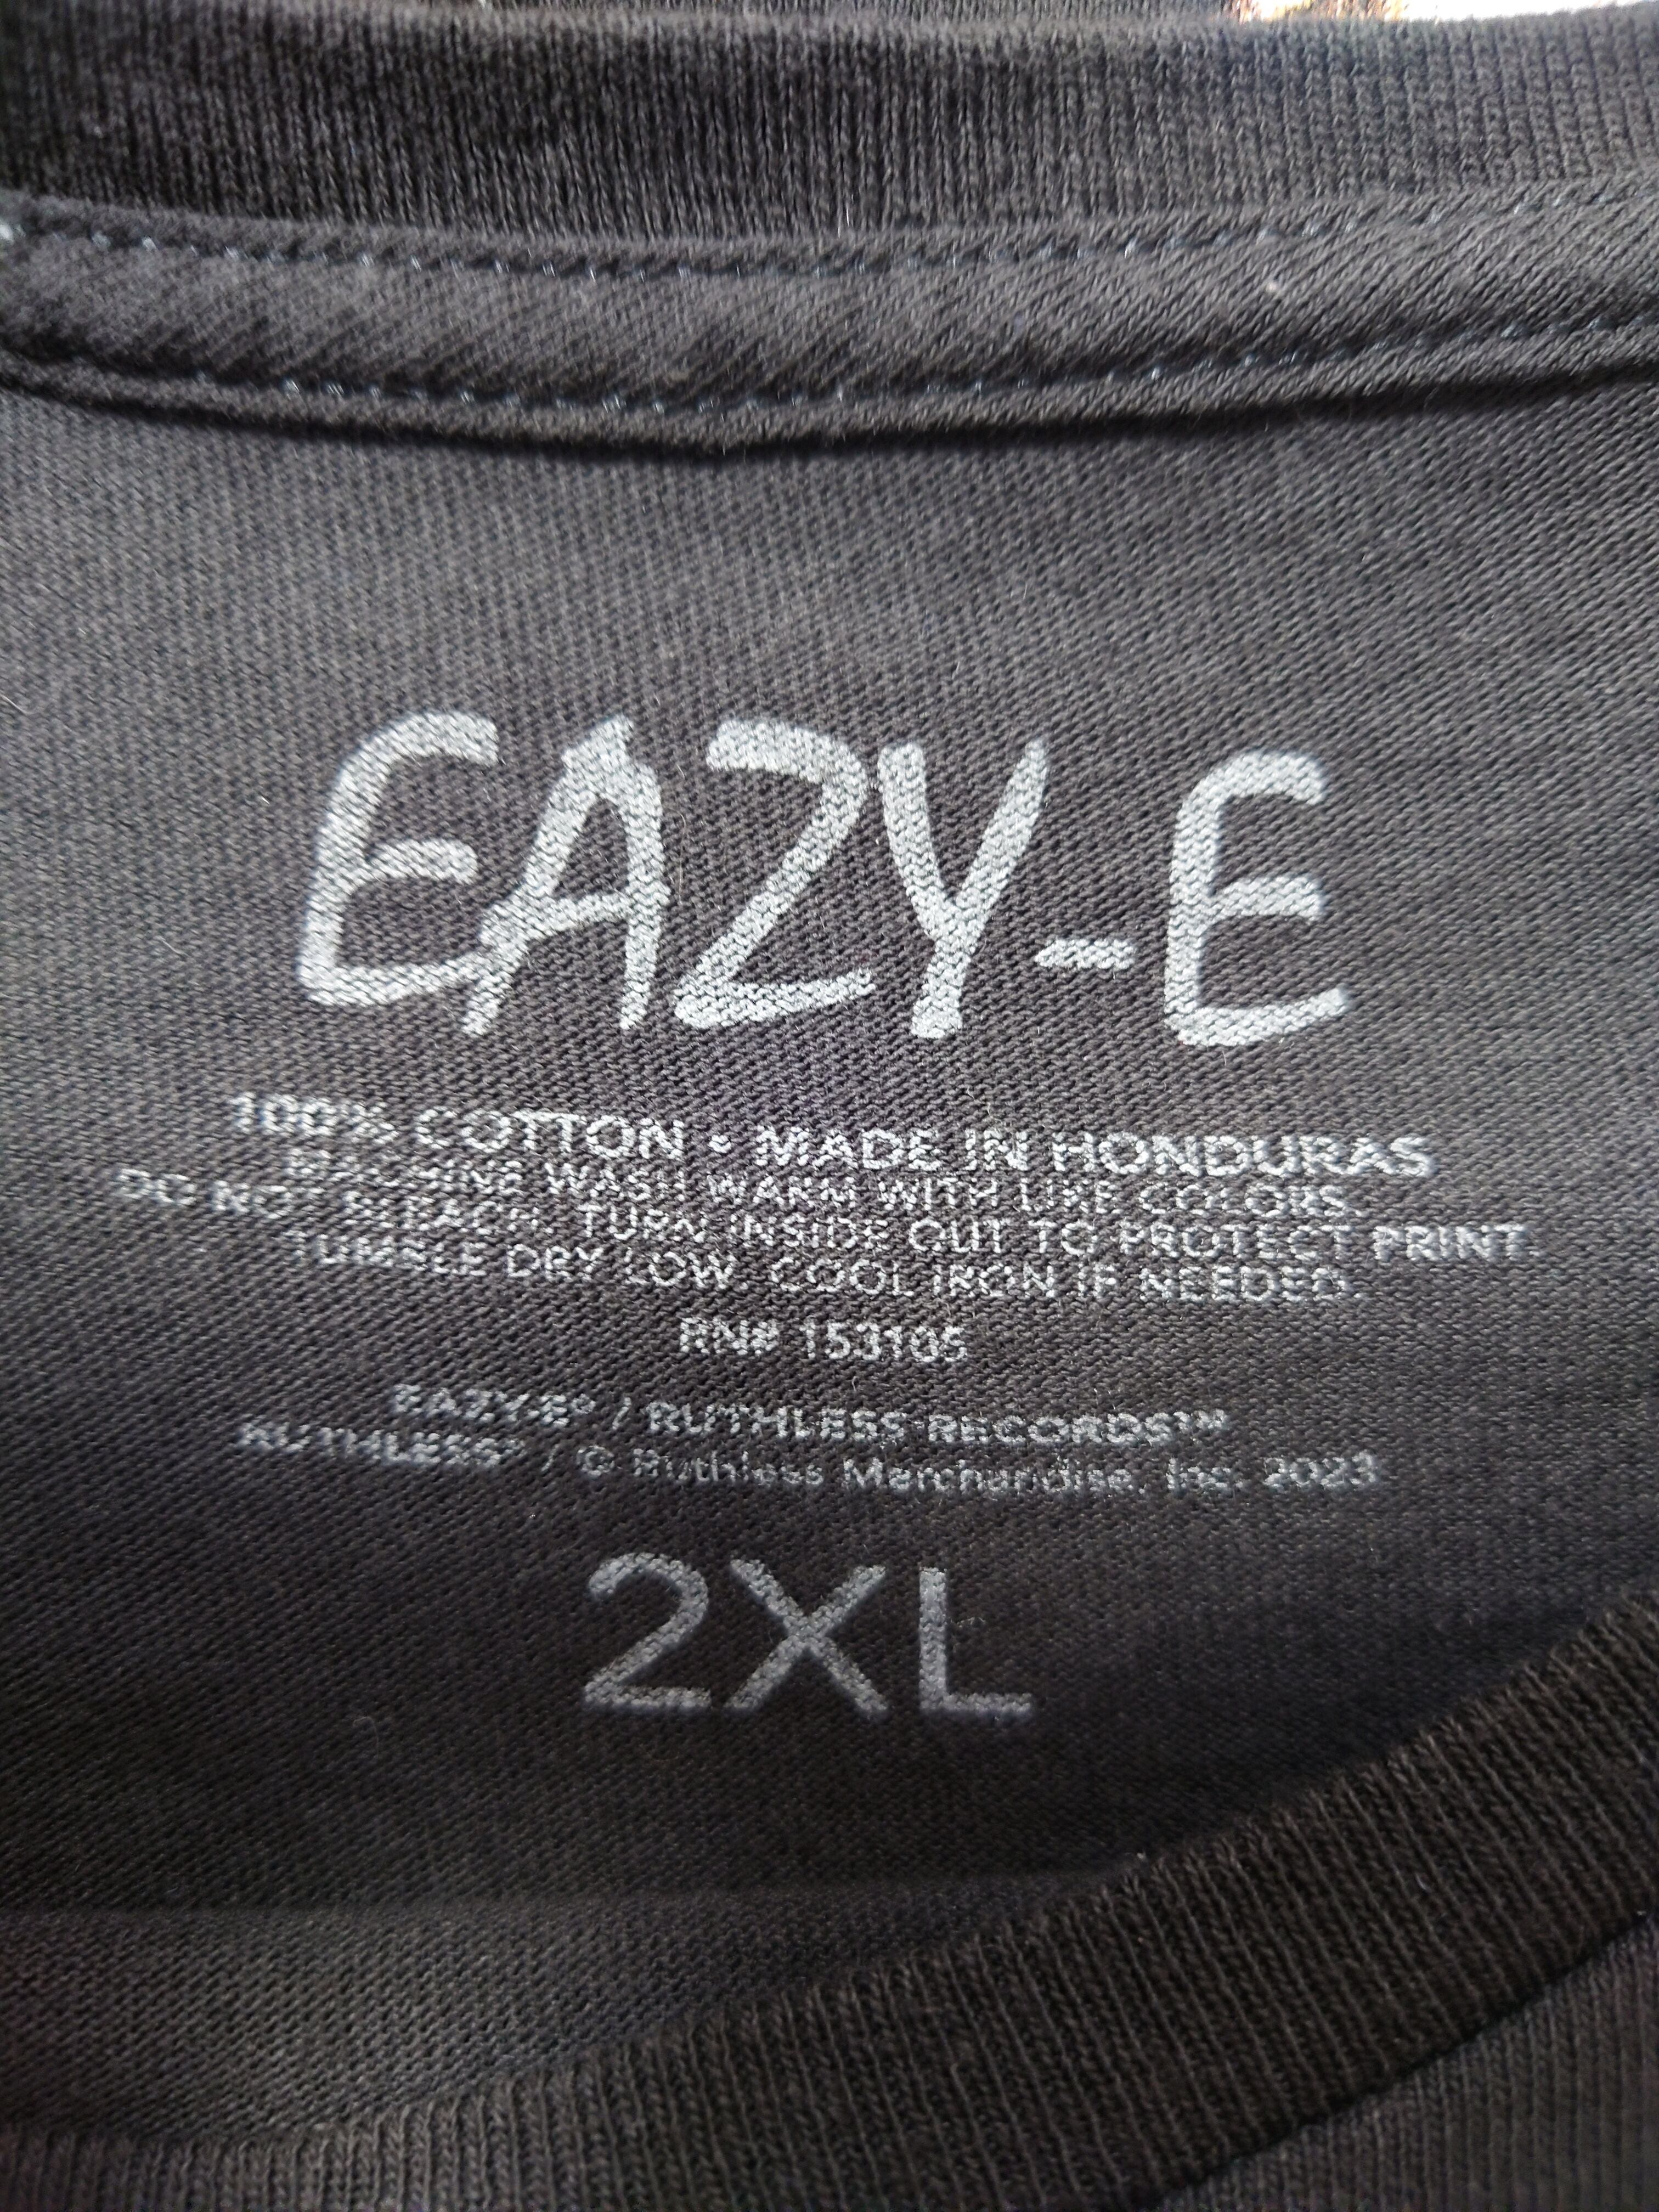 EAZY-E
100% COTTON • MADE IN HONDURAS
MACHINE WASH WARM WITH LIKE COLORS.
DO NOT BLEACH. TURN INSIDE OUT TO PROTECT PRINT.
TUMBLE DRY LOW. COOL IRON IF NEEDED.
RN# 153105
EAZY-E® / RUTHLESS RECORDS™
RUTHLESS® / © Ruthless Merchandise, Inc. 2023
2XL